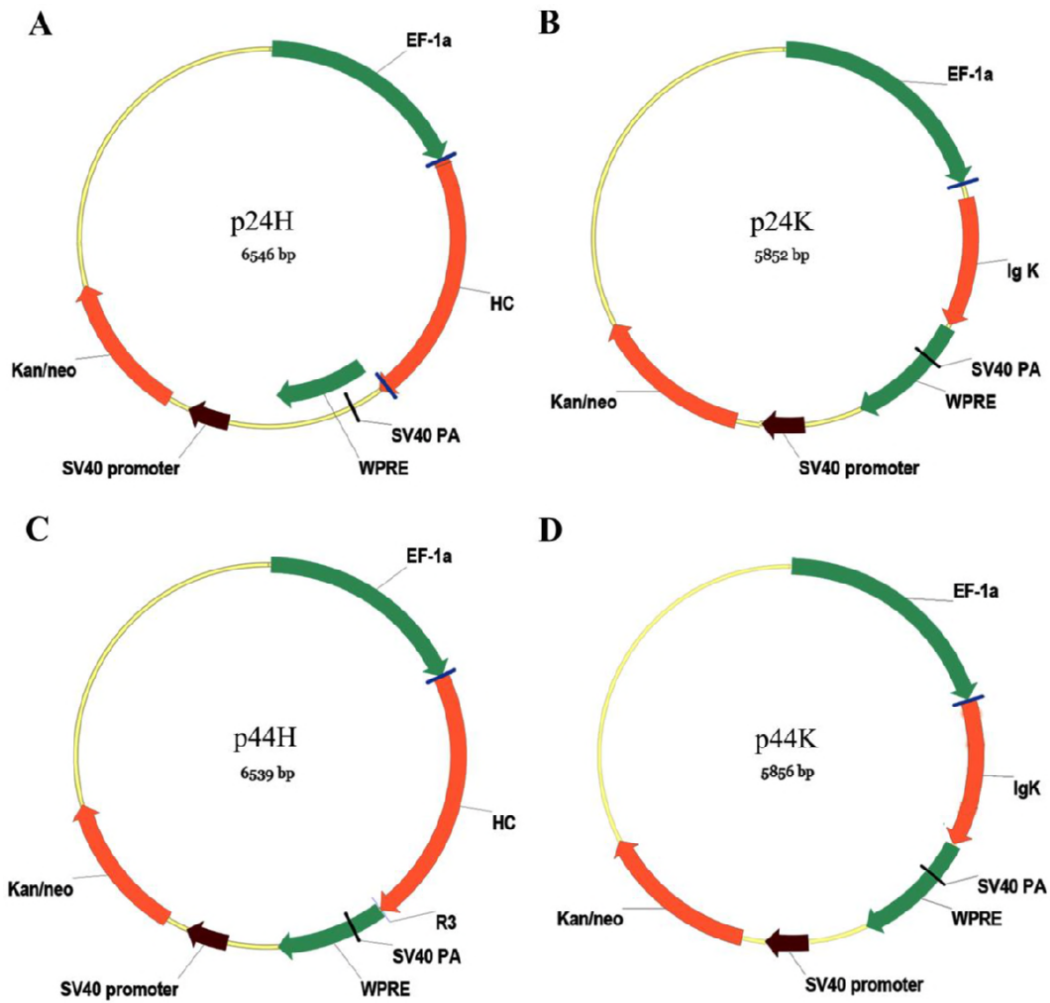 A
EF-1a
p24H
6546 bp
HC
Kan/neo
SV40 PA
SV40 promoter
WPRE
B
EF-1a
p24K
5852 bp
Ig K
SV40 PA
Kan/neo
WPRE
SV40 promoter
C
EF-1a
p44H
6539 bp
HC
Kan/neo
R3
SV40 PA
SV40 promoter
WPRE
D
EF-1a
p44K
5856 bp
IgK
SV40 PA
Kan/neo
WPRE
SV40 promoter